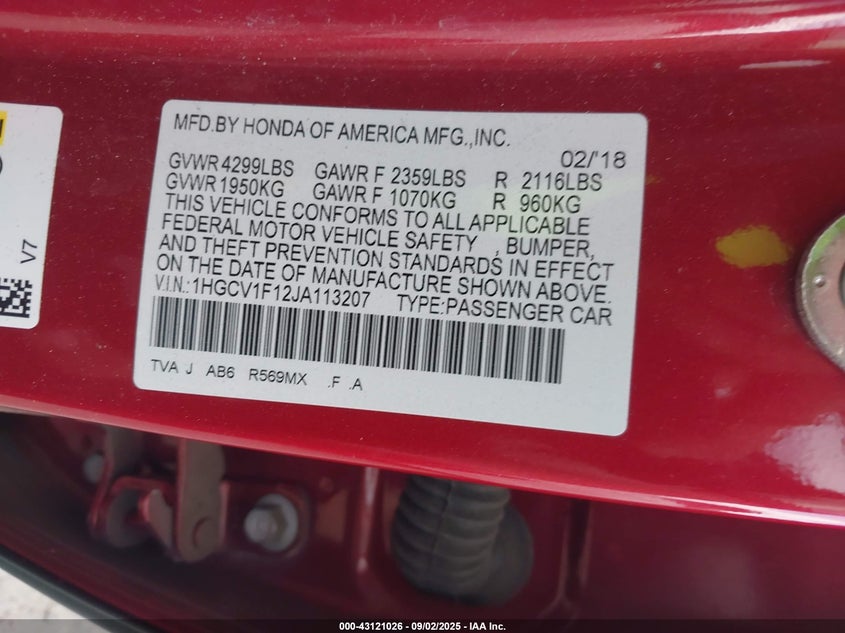 MFD.BY HONDA OF AMERICA MFG.,INC.
02/'18
GVWR 4299LBS GAWR F 2359LBS R 2116LBS
GVWR 1950KG GAWR F 1070KG R 960KG
THIS VEHICLE CONFORMS TO ALL APPLICABLE
FEDERAL MOTOR VEHICLE SAFETY , BUMPER,
AND THEFT PREVENTION STANDARDS IN EFFECT
ON THE DATE OF MANUFACTURE SHOWN ABOVE.
V.I.N.:1HGCV1F12JA113207 TYPE:PASSENGER CAR
TVA J AB6 R569MX .F .A
V7
000-43121026 - 09/02/2025 - IAA Inc.